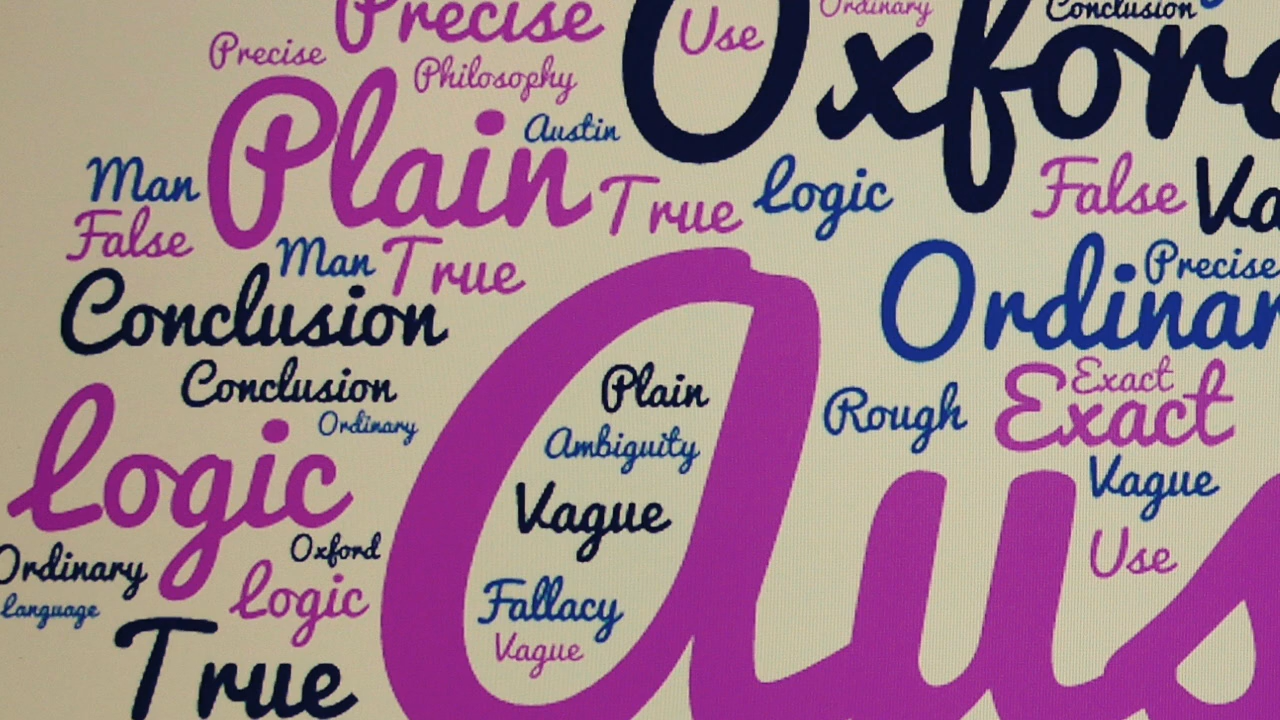 Precise
Use
Ordinary
Conclusion
Precise
Philosophy
Oxford
Plain
Austin
Man
True
Logic
False
False
Man
True
Ordinar
Precise
Conclusion
Conclusion
Plain
Exact
Exact
Rough
Ordinary
Ambiguity
Logic
Vague
Vague
Oxford
Use
Ordinary
Logic
Language
Fallacy
Vague
True
Aus